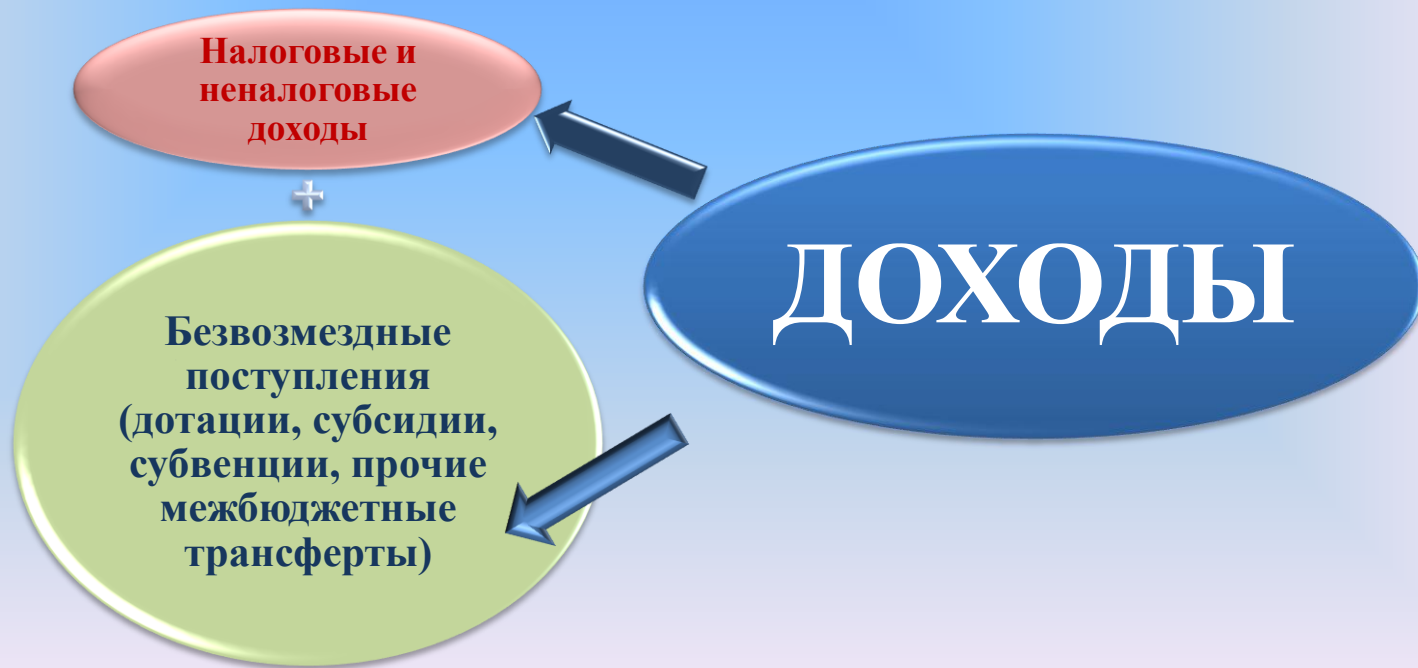 Налоговые и
неналоговые
доходы
ДОХОДЫ
Безвозмездные
поступления
(дотации, субсидии,
субвенции, прочие
межбюджетные
трансферты)